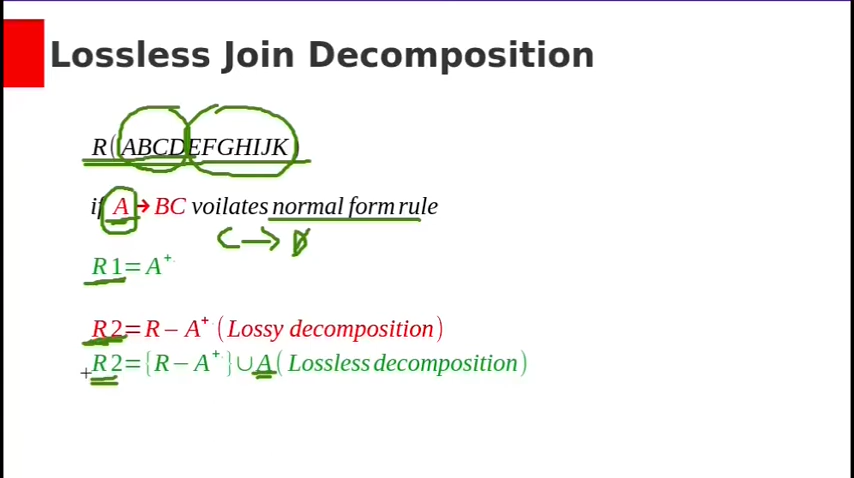 Lossless Join Decomposition
R(ABCDEFGHIJK)
if A→BC voilates normal form rule
C→D
R1=A⁺
R2=R−A⁺(Lossy decomposition)
R2={R−A⁺}∪A(Lossless decomposition)